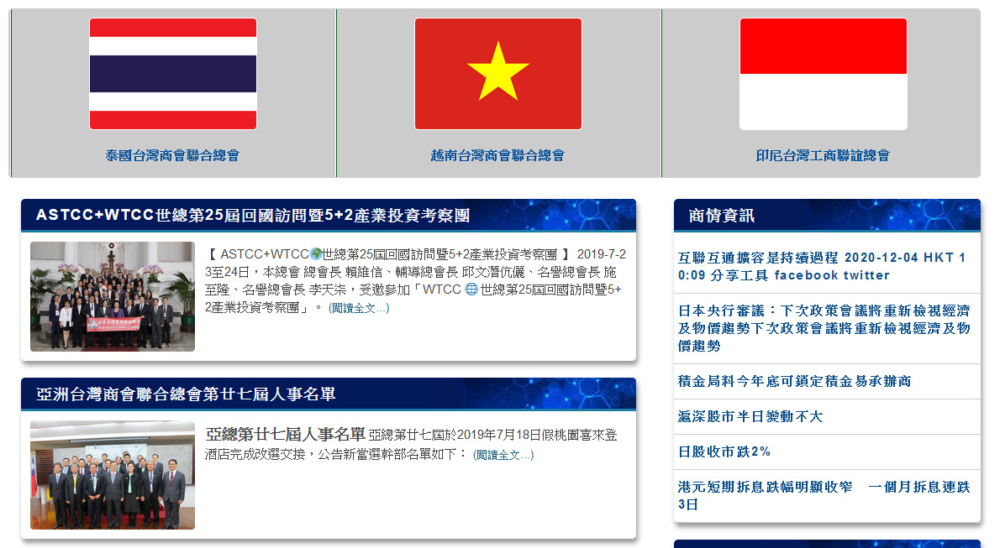 泰國台灣商會聯合總會
越南台灣商會聯合總會
印尼台灣工商聯誼總會
ASTCC+WTCC世總第25屆回國訪問暨5+2產業投資考察團
【 ASTCC+WTCC🌍世總第25屆回國訪問暨5+2產業投資考察團 】 2019-7-2
3至24日，本總會 總會長 賴維信、輔導總會長 邱文潛伉儷、名譽總會長 施
至隆、名譽總會長 李天柒，受邀參加「WTCC 🌐 世總第25屆回國訪問暨5+
2產業投資考察團」。 (閱讀全文...)
亞洲台灣商會聯合總會第廿七屆人事名單
亞總第廿七屆人事名單 亞總第廿七屆於2019年7月18日假桃園喜來登
酒店完成改選交接，公告新當選幹部名單如下： (閱讀全文...)
商情資訊
互聯互通擴容是持續過程 2020-12-04 HKT 1
0:09 分享工具 facebook twitter
日本央行審議：下次政策會議將重新檢視經濟
及物價趨勢下次政策會議將重新檢視經濟及物
價趨勢
積金局料今年底可鎖定積金易承辦商
滬深股市半日變動不大
日股收市跌2%
港元短期拆息跌幅明顯收窄　一個月拆息連跌
3日